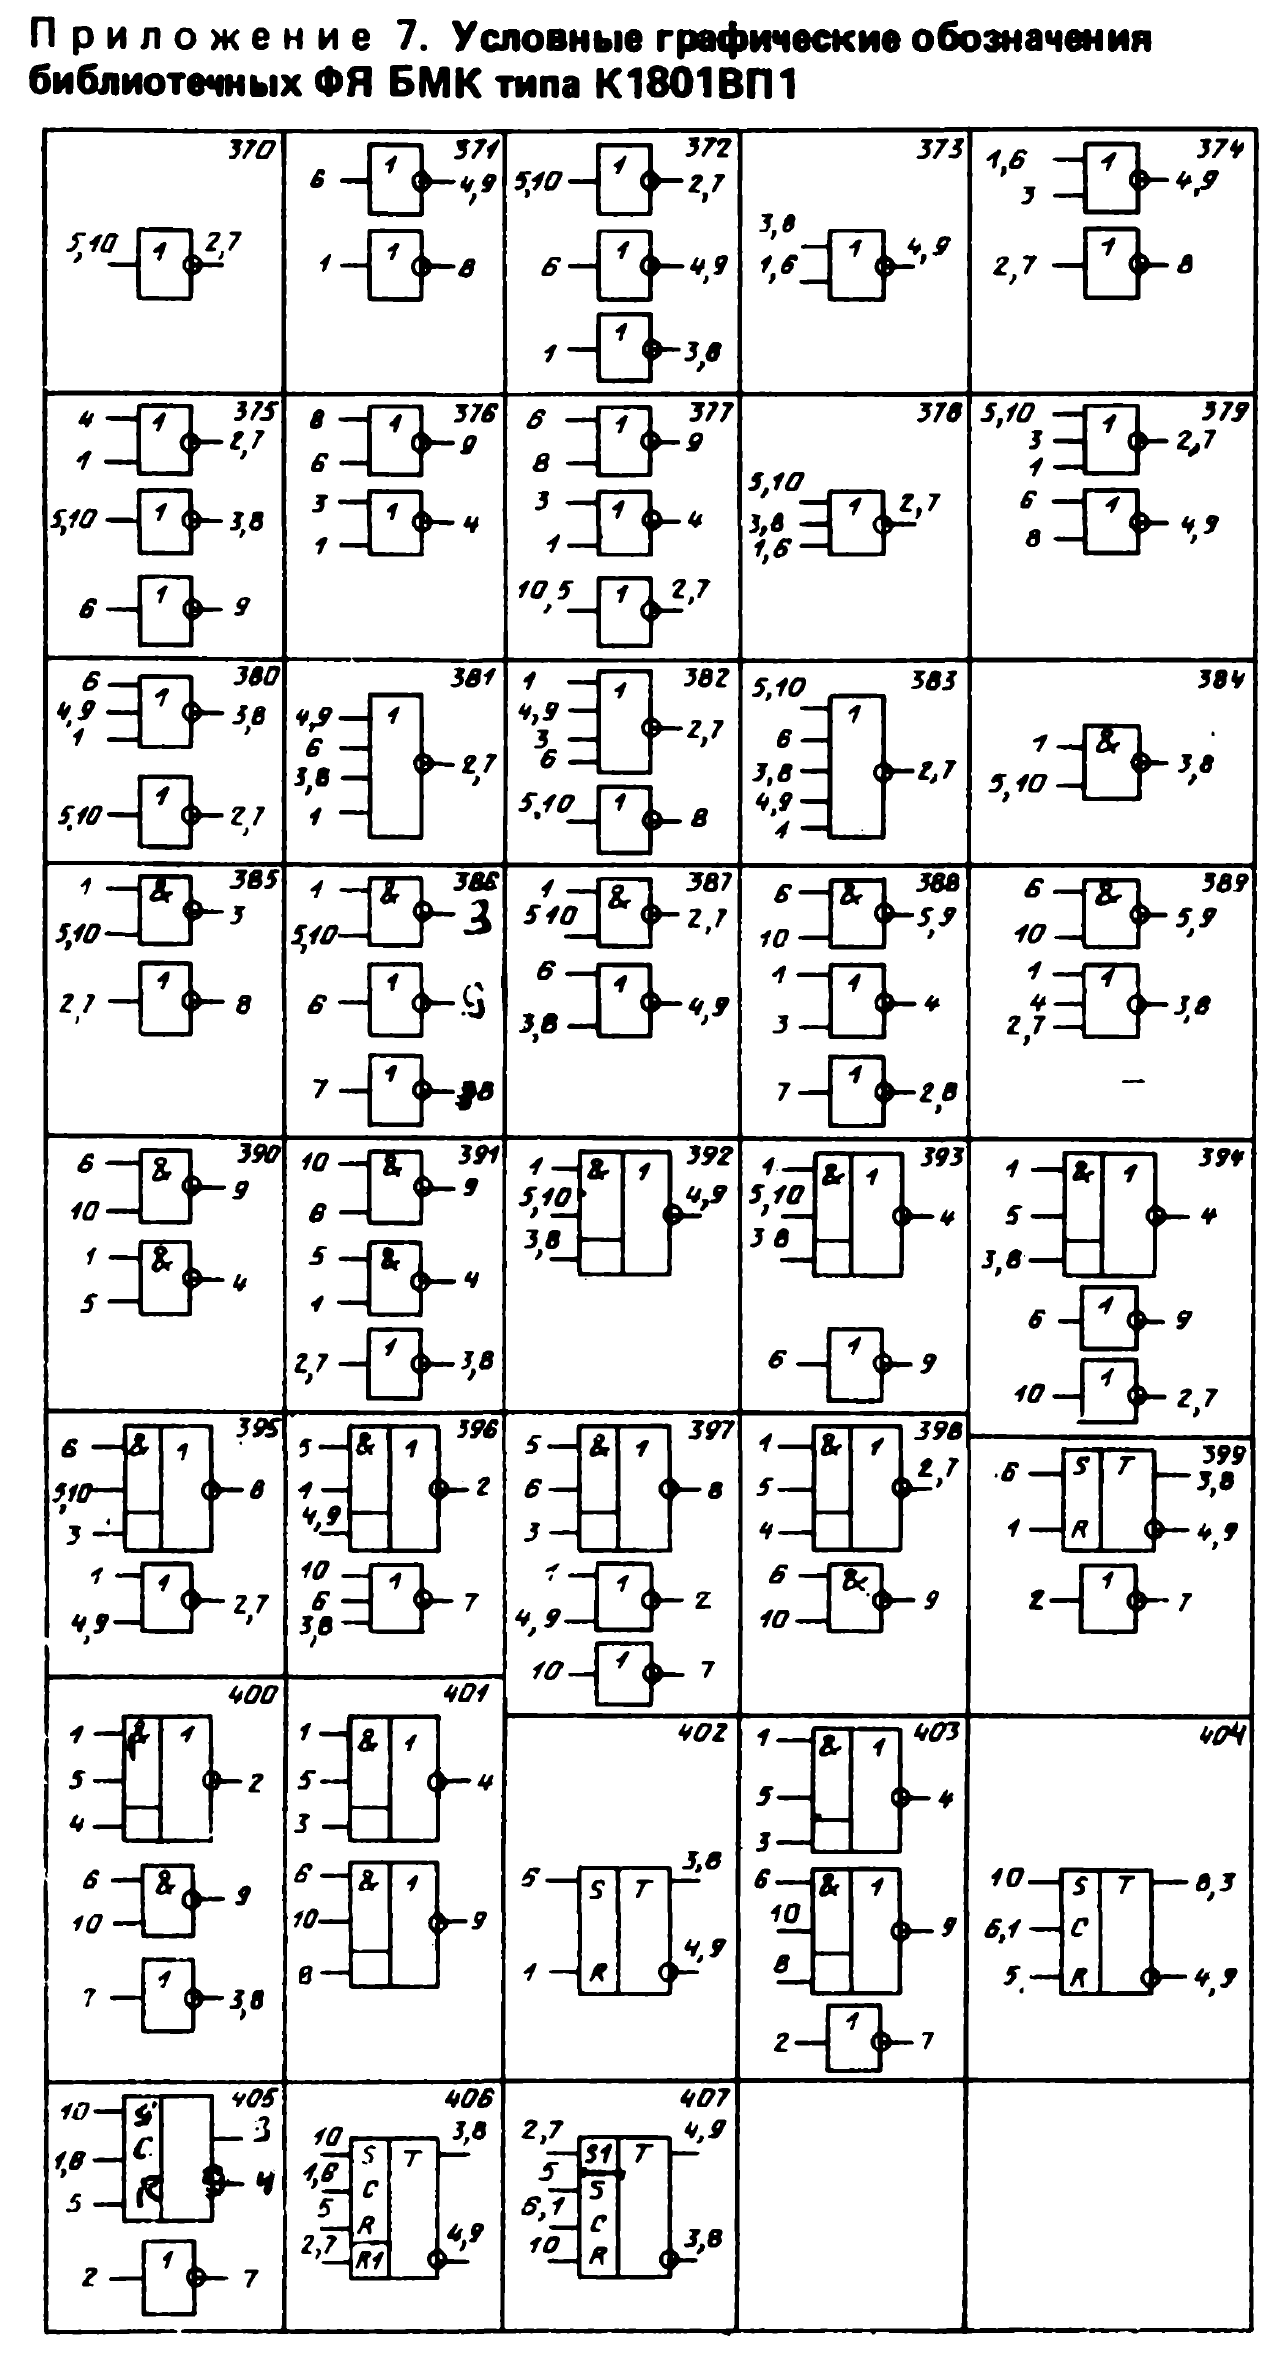 Приложение 7. Условные графические обозначения
библиотечных ФЯ БМК типа К1801ВП1
370
5,10 1 2,7
371
6 1 4,9
1 1 8
372
5,10 1 2,7
6 1 4,9
1 1 3,8
373
3,8
1,6 1 4,9
374
1,6
3 1 4,9
2,7 1 8
375
4
1 1 2,7
5,10 1 3,8
6 1 9
376
8
6 1 9
3
1 1 4
377
6
8 1 9
3
1 1 4
10,5 1 2,7
378
5,10
3,8
1,6 1 2,7
379
5,10
3
1 1 2,7
6
8 1 4,9
380
6
4,9
1 1 3,8
5,10 1 2,7
381
4,9
6
3,8
1 1 2,7
382
1
4,9
3
6 1 2,7
5,10 1 8
383
5,10
6
3,8
4,9
1 1 2,7
384
1
5,10 & 3,8
385
1
5,10 & 3
2,7 1 8
386
1
5,10 & 3
6 1 9
7 1 8
387
1
5 10 & 2,7
6
3,8 1 4,9
388
6
10 & 5,9
1
3 1 4
7 1 2,8
389
6
10 & 5,9
1
4
2,7 1 3,8
390
6
10 & 9
1
5 & 4
391
10
6 & 9
5
1 & 4
2,7 1 3,8
392
1
5,10
3,8 & 1 4,9
393
1
5,10
3 8 & 1 4
6 1 9
394
1
5
3,8 & 1 4
6 1 9
10 1 2,7
395
6
5,10
3 & 1 8
1
4,9 1 2,7
396
5
1
4,9 & 1 2
10
6
3,8 1 7
397
5
6
3 & 1 8
1
4,9 1 2
10 1 7
398
1
5
4 & 1 2,7
6
10 & 9
399
6 S T 3,8
1 R 4,9
2 1 7
400
1
5
4 & 1 2
6
10 & 9
7 1 3,8
401
1
5
3 & 1 4
6
10
8 & 1 9
402
6 S T 3,8
1 R 4,9
403
1
5
3 & 1 4
6
10
8 & 1 9
2 1 7
404
10 S T 8,3
6,1 C
5 R 4,9
405
10 S 3
1,8 C
5 R 4
2 1 7
406
10 S T 3,8
1,6 C
5 R
2,7 R1 4,9
407
2,7 S1 T 4,9
5 S
6,1 C
10 R 3,8